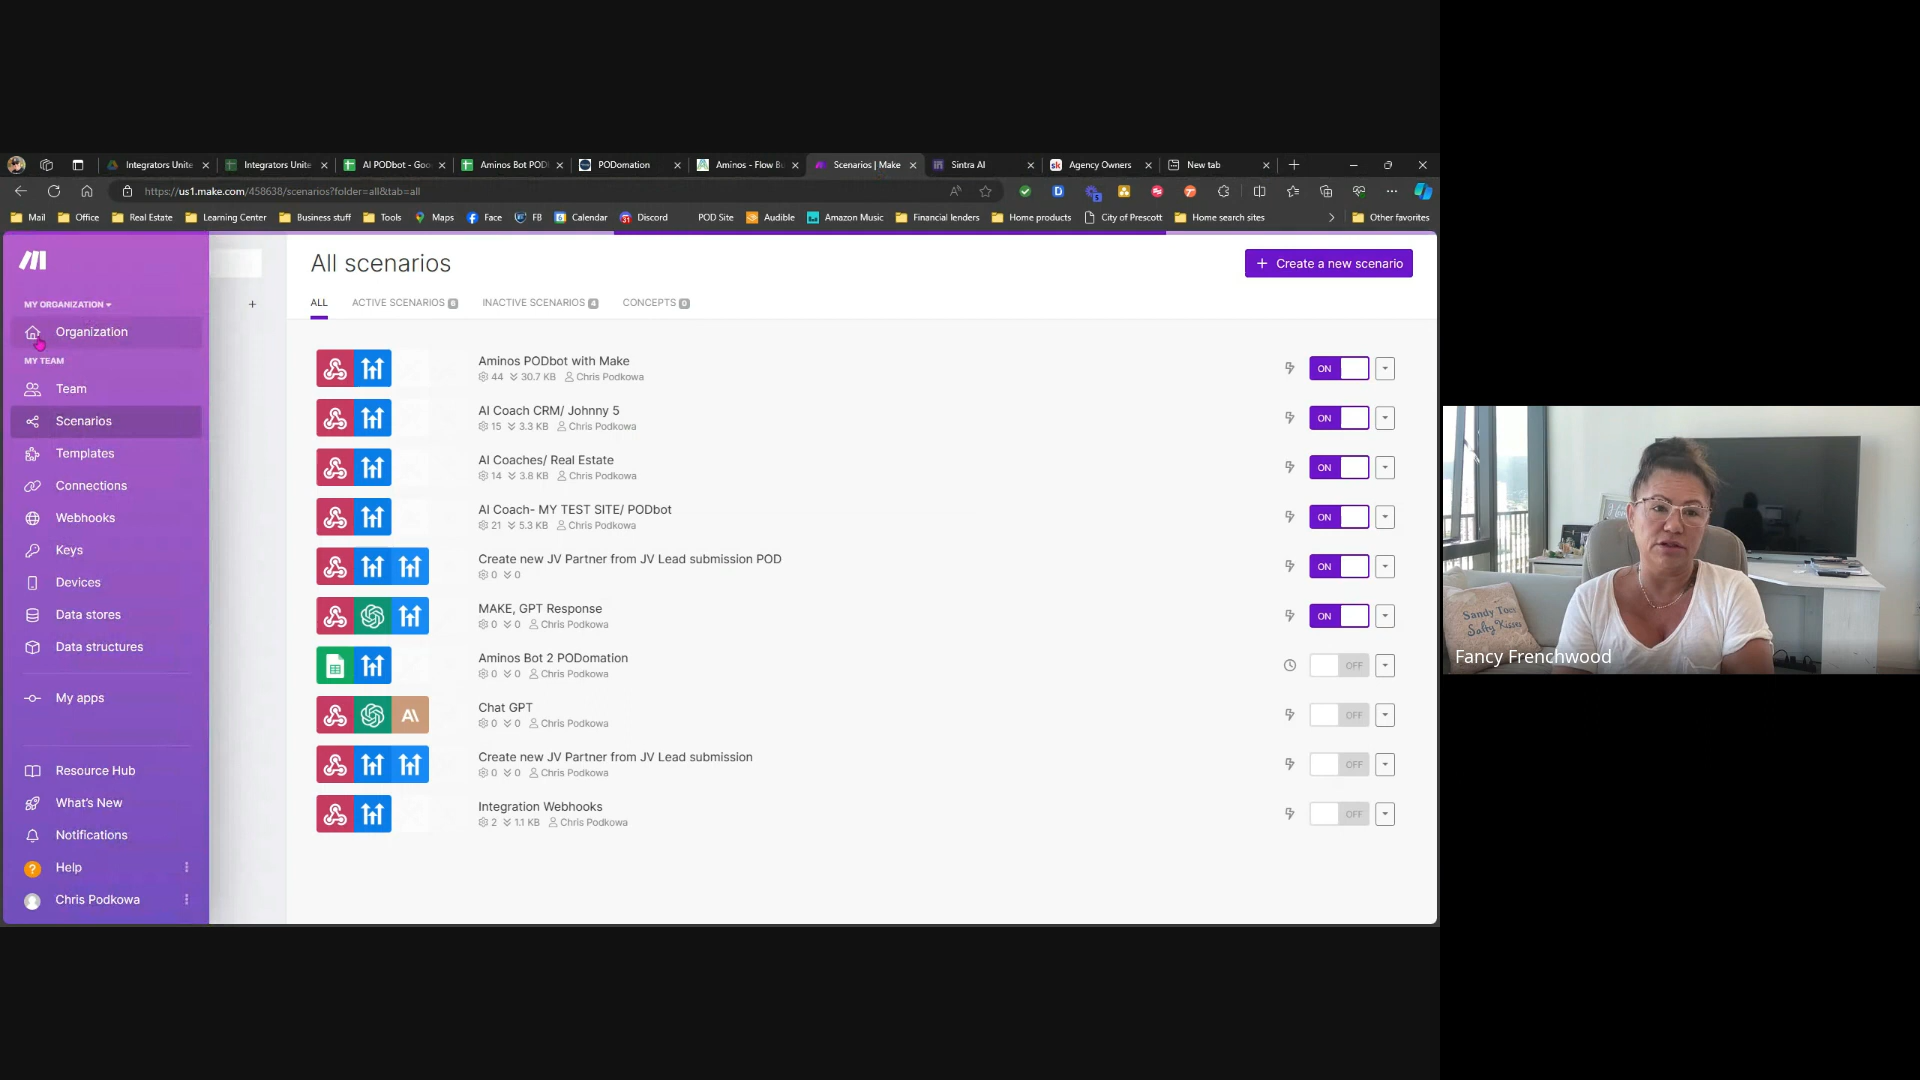 Integrators Unite
Integrators Unite
AI PODbot - Goo
Aminos Bot POD
PODomation
Aminos - Flow B
Scenarios | Make
Sintra AI
Agency Owners
New tab
https://us1.make.com/458638/scenarios?folder=all&tab=all
Mail
Office
Real Estate
Learning Center
Business stuff
Tools
Maps
Face
FB
Calendar
Discord
POD Site
Audible
Amazon Music
Financial lenders
Home products
City of Prescott
Home search sites
Other favorites
MY ORGANIZATION
Organization
MY TEAM
Team
Scenarios
Templates
Connections
Webhooks
Keys
Devices
Data stores
Data structures
My apps
Resource Hub
What's New
Notifications
Help
Chris Podkowa
All scenarios
+ Create a new scenario
ALL
ACTIVE SCENARIOS 6
INACTIVE SCENARIOS 4
CONCEPTS 0
Aminos PODbot with Make
44 30.7 KB Chris Podkowa
ON
AI Coach CRM/ Johnny 5
15 3.3 KB Chris Podkowa
ON
AI Coaches/ Real Estate
14 3.8 KB Chris Podkowa
ON
AI Coach- MY TEST SITE/ PODbot
21 5.3 KB Chris Podkowa
ON
Create new JV Partner from JV Lead submission POD
0 0
ON
MAKE, GPT Response
0 0 Chris Podkowa
ON
Aminos Bot 2 PODomation
0 0 Chris Podkowa
OFF
Chat GPT
0 0 Chris Podkowa
OFF
Create new JV Partner from JV Lead submission
0 0 Chris Podkowa
OFF
Integration Webhooks
2 1.1 KB Chris Podkowa
OFF
Sandy Toes
Salty Kisses
Fancy Frenchwood